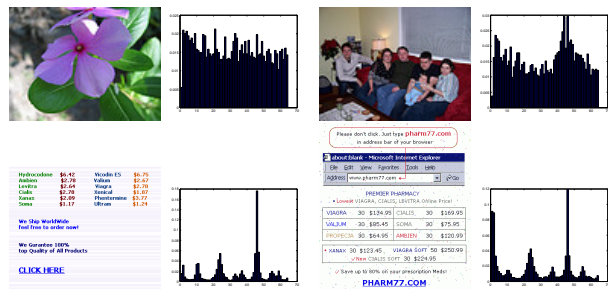 Please don't click. Just type pharm77.com
in address bar of your browser
about:blank - Microsoft Internet Explorer
File Edit View Favorites Tools Help
Address www.pharm77.com Go
Hydrocodone $6.42 Vicodin ES $6.75
Ambien $2.78 Valium $2.67
Levitra $2.64 Viagra $2.70
Cialis $2.78 Xenical $1.87
Xanax $2.09 Phentermine $3.77
Soma $1.17 Ultram $1.24
We Ship WorldWide
feel free to order now!
We Gurantee 100%
top Quality of All Products
CLICK HERE
PREMIER PHARMACY
Lowest VIAGRA, CIALIS, LEVITRA Online Price!
VIAGRA 30 $134.95 CIALIS 30 $169.95
VALIUM 30 $85.45 SOMA 30 $75.95
PROPECIA 30 $64.95 AMBIEN 30 $120.99
XANAX 30 $123.45, VIAGRA SOFT 50 $250.99
New CIALIS SOFT 30 $224.95
Save up to 80% off your prescription Meds!
PHARM77.COM